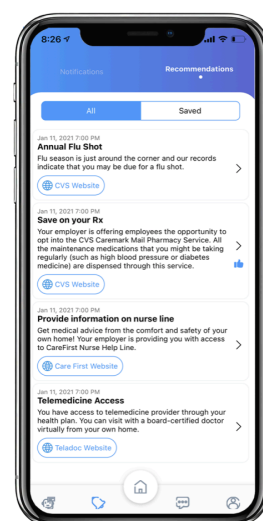 8:26
Notifications
Recommendations
All
Saved
Jan 11, 2021 7:00 PM
Annual Flu Shot
Flu season is just around the corner and our records
indicate that you may be due for a flu shot.
CVS Website
Jan 11, 2021 7:00 PM
Save on your Rx
Your employer is offering employees the opportunity to
opt into the CVS Caremark Mail Pharmacy Service. All
the maintenance medications that you might be taking
regularly (such as high blood pressure or diabetes
medicine) are dispensed through this service.
CVS Website
Jan 11, 2021 7:00 PM
Provide information on nurse line
Get medical advice from the comfort and safety of your
own home! Your employer is providing you with access
to CareFirst Nurse Help Line.
Care First Website
Jan 11, 2021 7:00 PM
Telemedicine Access
You have access to telemedicine provider through your
health plan. You can visit with a board-certified doctor
virtually from your own home.
Teladoc Website